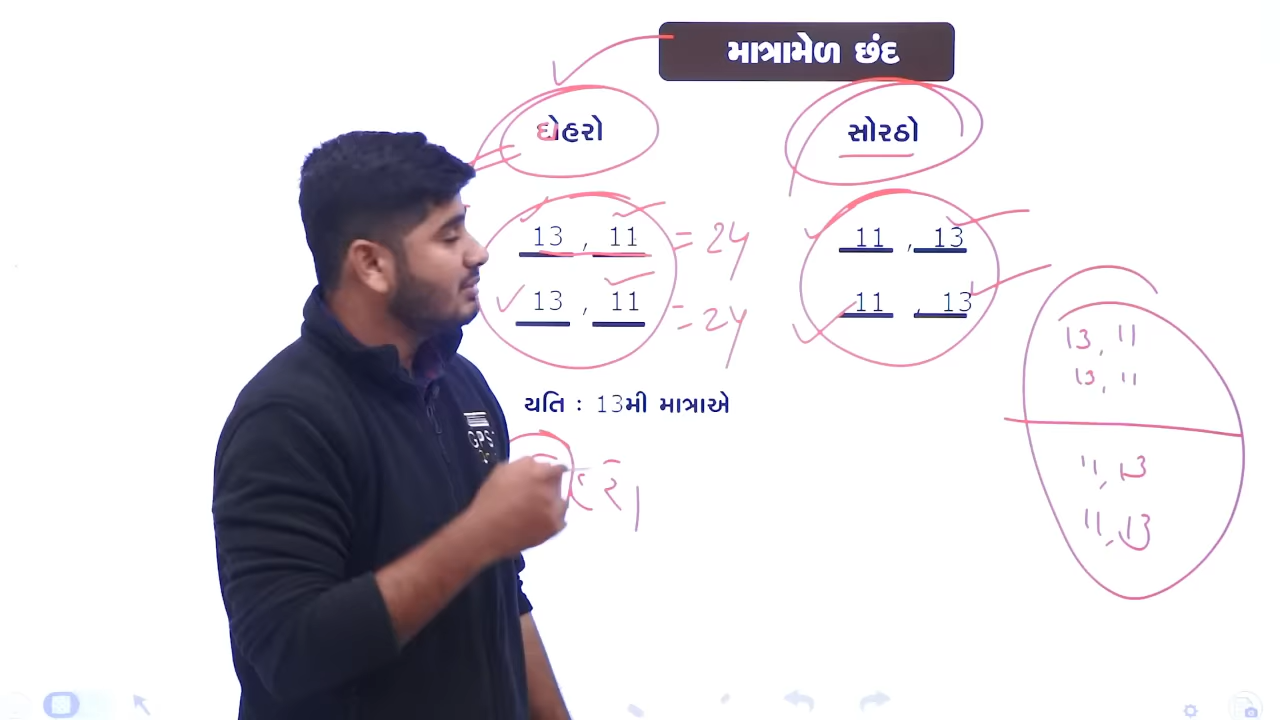 માત્રામેળ છંદ
દોહરો
સોરઠો
13 , 11 = 24
11 , 13
13 , 11 = 24
11 , 13
13, 11
13, 11
યતિ : 13મી માત્રાએ
11, 13
11, 13
GPS